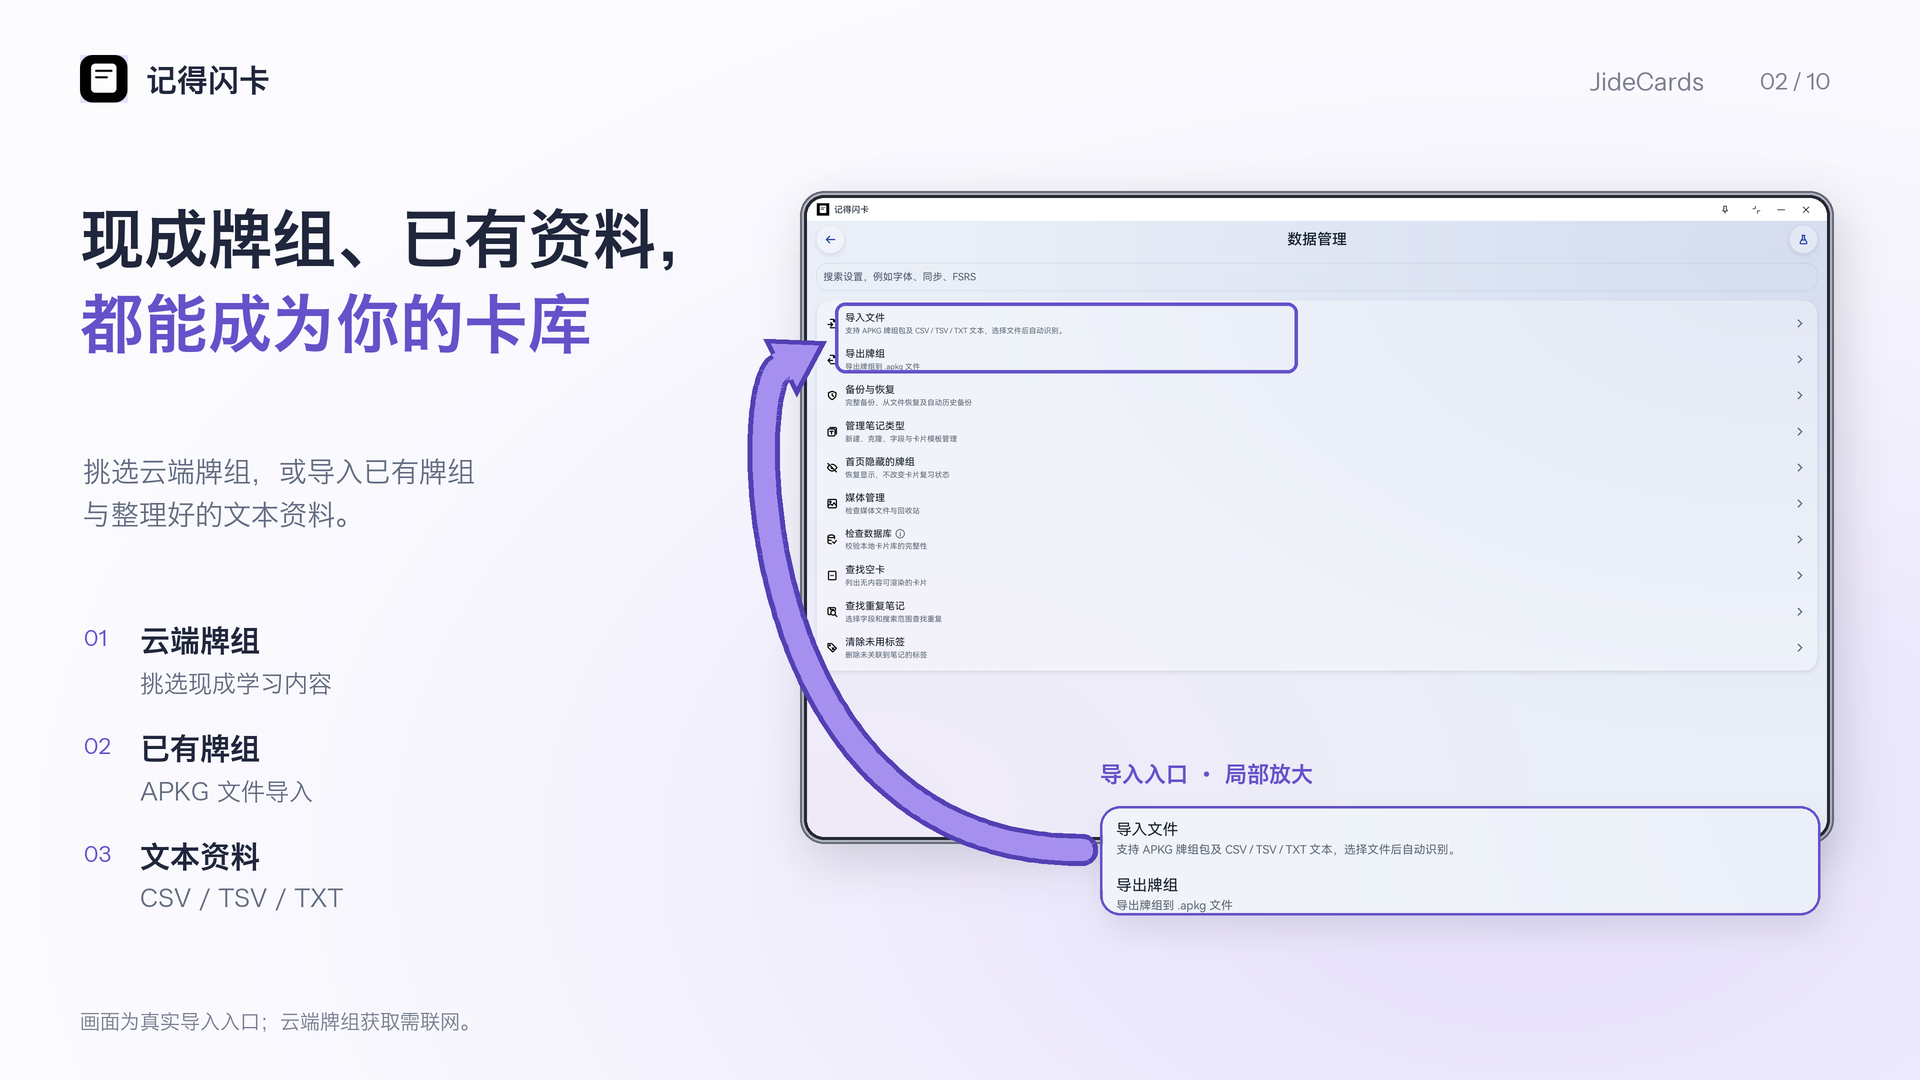 记得闪卡
JideCards
02 / 10
现成牌组、已有资料，
都能成为你的卡库
挑选云端牌组，或导入已有牌组
与整理好的文本资料。
01 云端牌组
挑选现成学习内容
02 已有牌组
APKG 文件导入
03 文本资料
CSV / TSV / TXT
画面为真实导入入口；云端牌组获取需联网。
记得闪卡
数据管理
搜索设置，例如字体、同步、FSRS
导入文件
支持 APKG 牌组包及 CSV / TSV / TXT 文本，选择文件后自动识别。
导出牌组
导出牌组到 .apkg 文件
备份与恢复
完整备份、从文件恢复及自动历史备份
管理笔记类型
新建、克隆、字段与卡片模板管理
首页隐藏的牌组
恢复显示，不改变卡片复习状态
媒体管理
检查媒体文件与回收站
检查数据库
校验本地卡片库的完整性
查找空卡
列出无内容可渲染的卡片
查找重复笔记
选择字段和搜索范围查找重复
清除未用标签
删除未关联到笔记的标签
导入入口 · 局部放大
导入文件
支持 APKG 牌组包及 CSV / TSV / TXT 文本，选择文件后自动识别。
导出牌组
导出牌组到 .apkg 文件